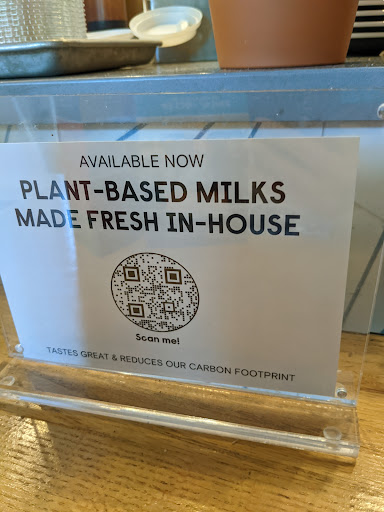 AVAILABLE NOW
PLANT-BASED MILKS
MADE FRESH IN-HOUSE
Scan me!
TASTES GREAT & REDUCES OUR CARBON FOOTPRINT